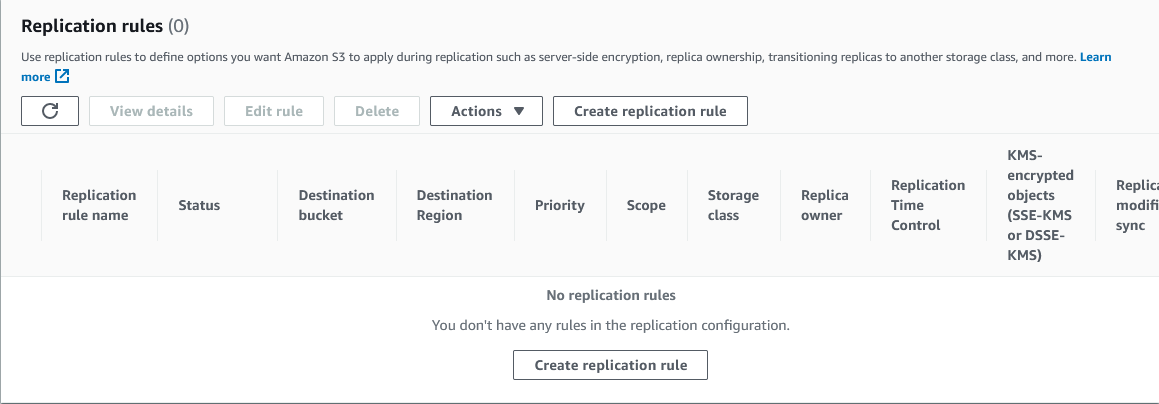 Replication rules (0)
Use replication rules to define options you want Amazon S3 to apply during replication such as server-side encryption, replica ownership, transitioning replicas to another storage class, and more. Learn
more
View details
Edit rule
Delete
Actions
Create replication rule
Replication
rule name
Status
Destination
bucket
Destination
Region
Priority
Scope
Storage
class
Replica
owner
Replication
Time
Control
KMS-
encrypted
objects
(SSE-KMS
or DSSE-
KMS)
Replica
modifi
sync
No replication rules
You don't have any rules in the replication configuration.
Create replication rule